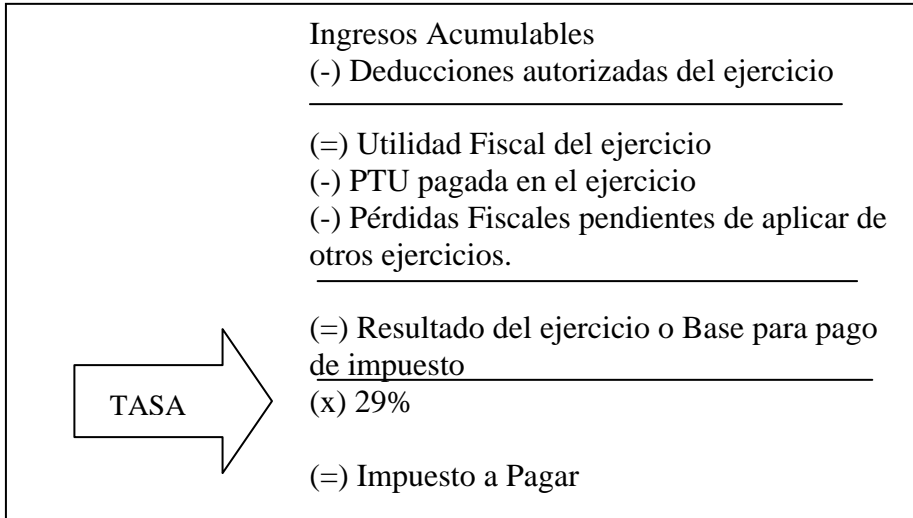 Ingresos Acumulables
(-) Deducciones autorizadas del ejercicio
(=) Utilidad Fiscal del ejercicio
(-) PTU pagada en el ejercicio
(-) Pérdidas Fiscales pendientes de aplicar de
otros ejercicios.
(=) Resultado del ejercicio o Base para pago
de impuesto
TASA
(x) 29%
(=) Impuesto a Pagar